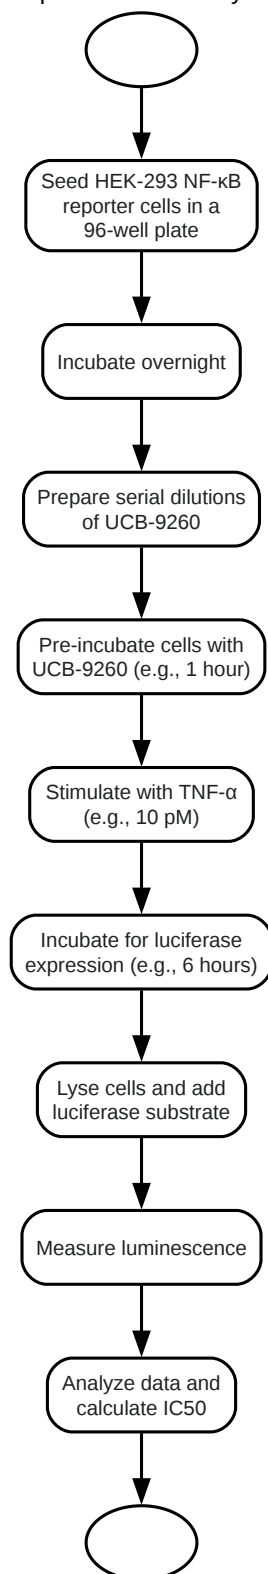 Seed HEK-293 NF-κB
reporter cells in a
96-well plate
Incubate overnight
Prepare serial dilutions
of UCB-9260
Pre-incubate cells with
UCB-9260 (e.g., 1 hour)
Stimulate with TNF-α
(e.g., 10 pM)
Incubate for luciferase
expression (e.g., 6 hours)
Lyse cells and add
luciferase substrate
Measure luminescence
Analyze data and
calculate IC50